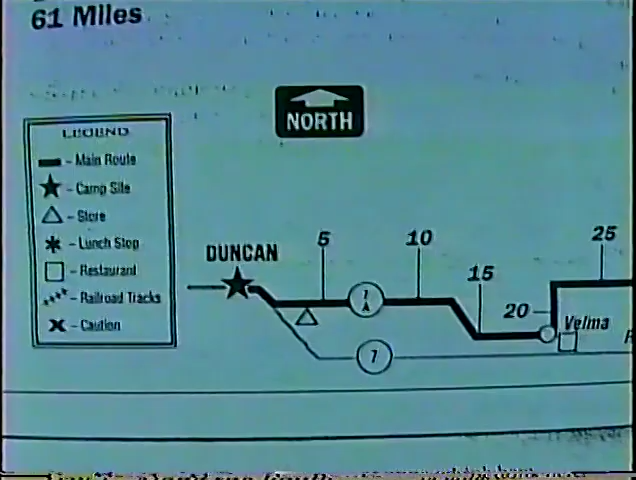 61 Miles
NORTH
LEGEND
- Main Route
- Camp Site
- Store
- Lunch Stop
- Restaurant
- Railroad Tracks
- Caution
DUNCAN
5
10
15
20
25
7
A
7
Velma